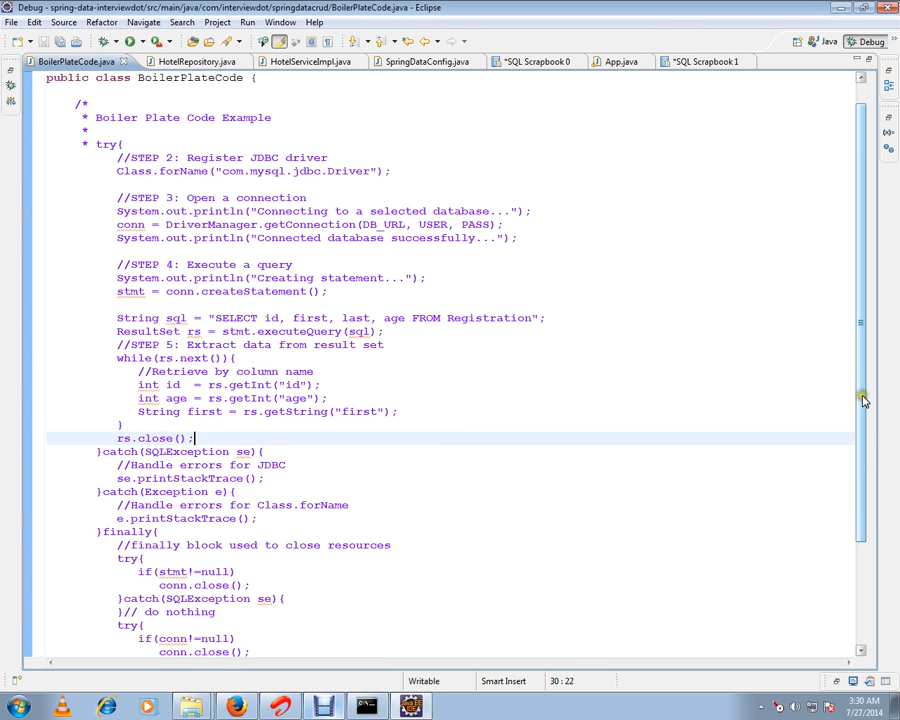 Debug - spring-data-interviewdot/src/main/java/com/interviewdot/springdatacrud/BoilerPlateCode.java - Eclipse
File Edit Source Refactor Navigate Search Project Run Window Help
Java Debug
BoilerPlateCode.java HotelRepository.java HotelServiceImpl.java SpringDataConfig.java *SQL Scrapbook 0 App.java *SQL Scrapbook 1
public class BoilerPlateCode {
/*
* Boiler Plate Code Example
*
* try{
//STEP 2: Register JDBC driver
Class.forName("com.mysql.jdbc.Driver");
//STEP 3: Open a connection
System.out.println("Connecting to a selected database...");
conn = DriverManager.getConnection(DB_URL, USER, PASS);
System.out.println("Connected database successfully...");
//STEP 4: Execute a query
System.out.println("Creating statement...");
stmt = conn.createStatement();
String sql = "SELECT id, first, last, age FROM Registration";
ResultSet rs = stmt.executeQuery(sql);
//STEP 5: Extract data from result set
while(rs.next()){
//Retrieve by column name
int id  = rs.getInt("id");
int age = rs.getInt("age");
String first = rs.getString("first");
}
rs.close();
}catch(SQLException se){
//Handle errors for JDBC
se.printStackTrace();
}catch(Exception e){
//Handle errors for Class.forName
e.printStackTrace();
}finally{
//finally block used to close resources
try{
if(stmt!=null)
conn.close();
}catch(SQLException se){
}// do nothing
try{
if(conn!=null)
conn.close();
Writable Smart Insert 30 : 22
3:30 AM
7/27/2014